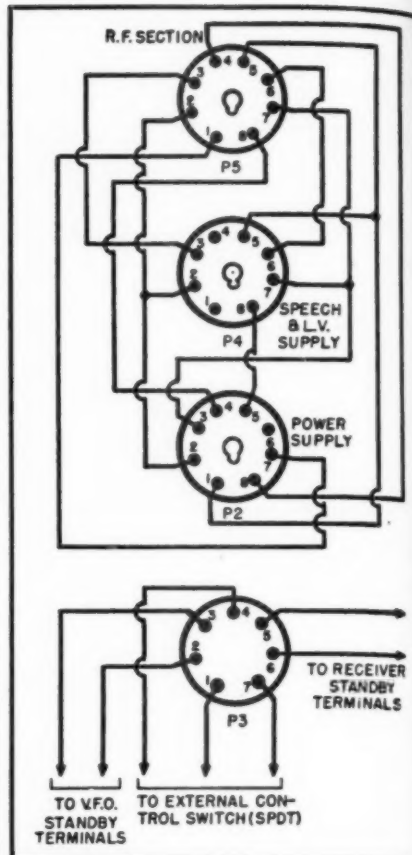 R.F. SECTION
4 5
3 6
2 7
1 8
P5
4 5
3 6
2 7
1 8
SPEECH
& L.V.
SUPPLY
P4
4 5
3 6
2 7
1 8
POWER
SUPPLY
P2
4
3 5
2 6
1 7
P3
TO RECEIVER
STANDBY
TERMINALS
TO V.F.O.
STANDBY
TERMINALS
TO EXTERNAL CON-
TROL SWITCH (SPDT)